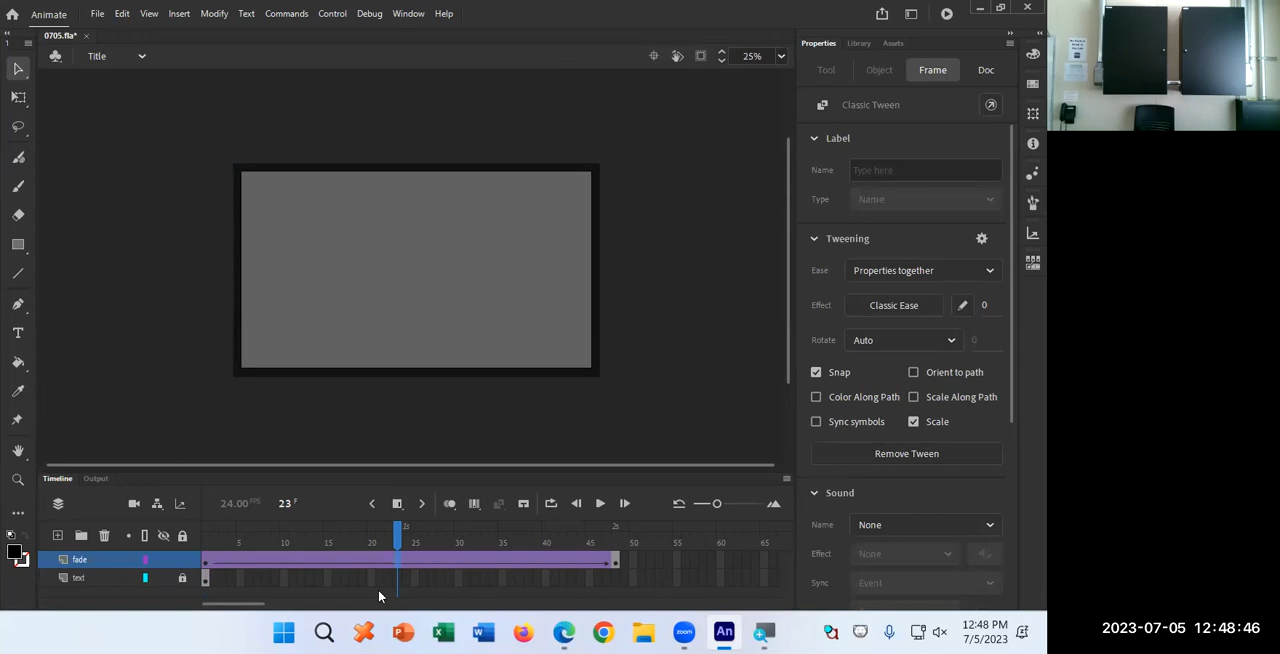 Animate File Edit View Insert Modify Text Commands Control Debug Window Help
0705.fla*
Title
25%
Properties Library Assets
Tool Object Frame Doc
Classic Tween
Label
Name Type here
Type Name
Tweening
Ease Properties together
Effect Classic Ease 0
Rotate Auto 0
Snap Orient to path
Color Along Path Scale Along Path
Sync symbols Scale
Remove Tween
Sound
Name None
Effect None
Sync Event
Timeline Output
24.00 FPS 23 F
1s 2s
5 10 15 20 25 30 35 40 45 50 55 60 65
fade
text
An
12:48 PM
7/5/2023
2023-07-05 12:48:46